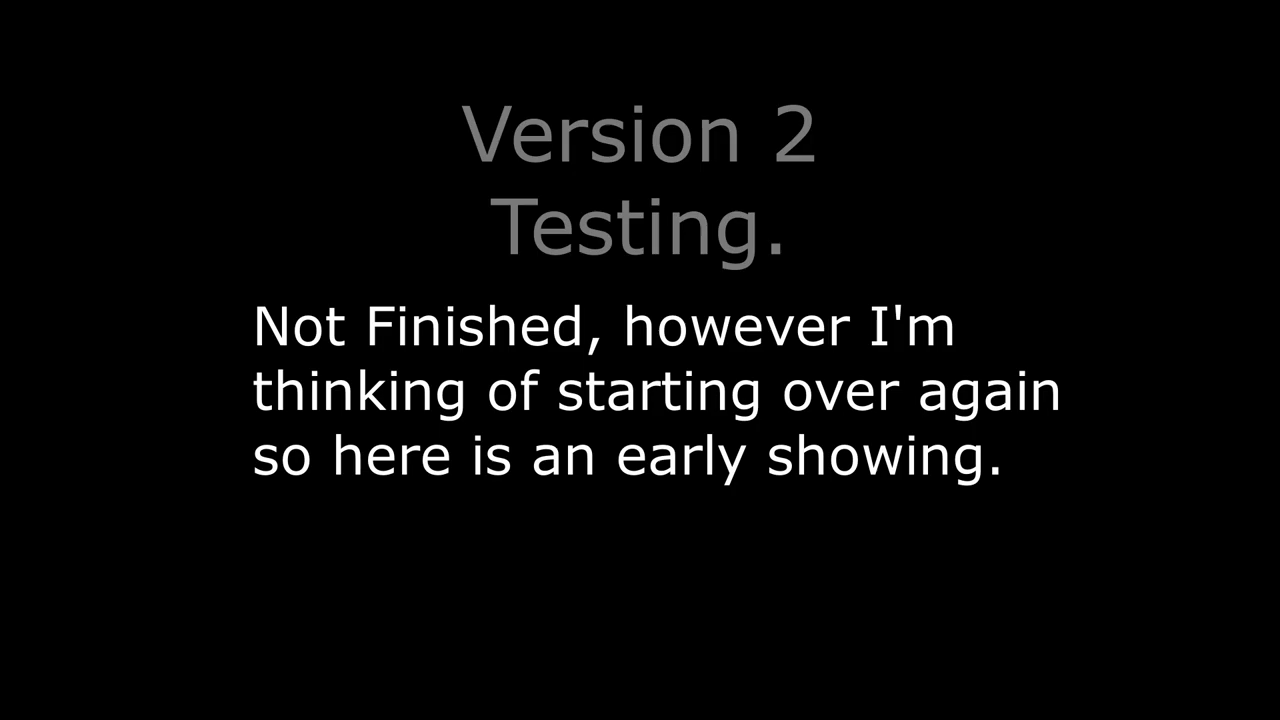 Version 2
Testing.
Not Finished, however I'm
thinking of starting over again
so here is an early showing.